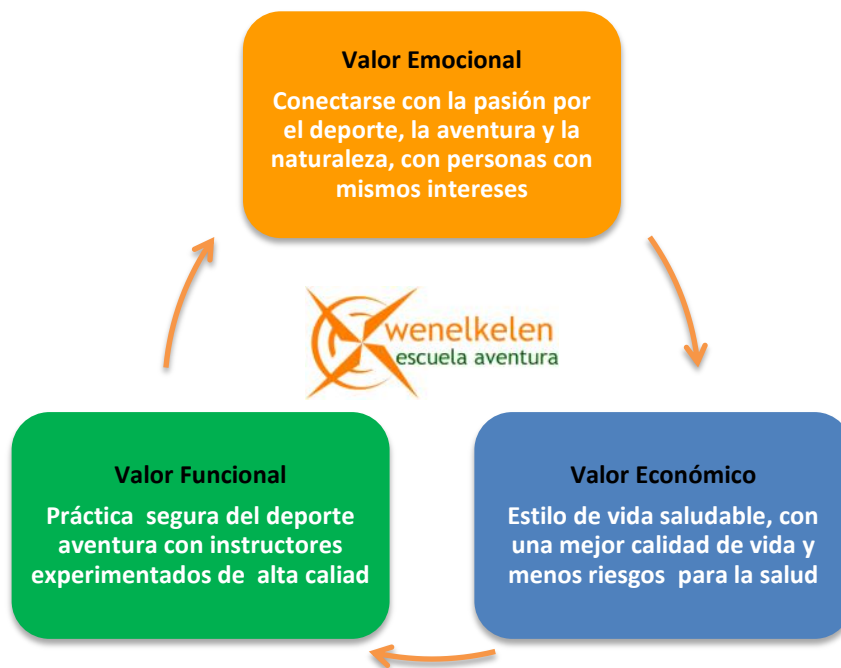 Valor Emocional
Conectarse con la pasión por
el deporte, la aventura y la
naturaleza, con personas con
mismos intereses
wenelkelen
escuela aventura
Valor Funcional
Práctica segura del deporte
aventura con instructores
experimentados de alta caliad
Valor Económico
Estilo de vida saludable, con
una mejor calidad de vida y
menos riesgos para la salud